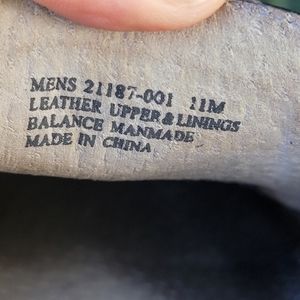 MENS 21187-001 11M
LEATHER UPPER & LININGS
BALANCE MANMADE
MADE IN CHINA